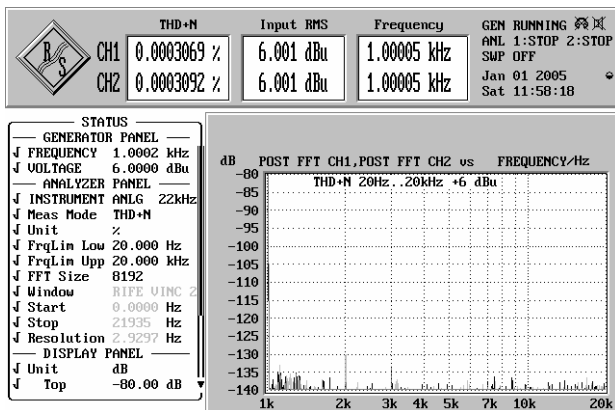 THD+N Input RMS Frequency
R S
CH1 0.0003069 % 6.001 dBu 1.00005 kHz
CH2 0.0003092 % 6.001 dBu 1.00005 kHz
GEN RUNNING
ANL 1:STOP 2:STOP
SWP OFF
Jan 01 2005
Sat 11:58:18
STATUS
GENERATOR PANEL
FREQUENCY 1.0002 kHz
VOLTAGE 6.0000 dBu
ANALYZER PANEL
INSTRUMENT ANLG 22kHz
Meas Mode THD+N
Unit %
FrqLim Low 20.000 Hz
FrqLim Upp 20.000 kHz
FFT Size 8192
Window RIFE VINC 2
Start 0.0000 Hz
Stop 21935 Hz
Resolution 2.9297 Hz
DISPLAY PANEL
Unit dB
Top -80.00 dB
dB POST FFT CH1,POST FFT CH2 vs FREQUENCY/Hz
THD+N 20Hz..20kHz +6 dBu
-80
-85
-90
-95
-100
-105
-110
-115
-120
-125
-130
-135
-140
1k 2k 3k 4k 5k 7k 10k 20k